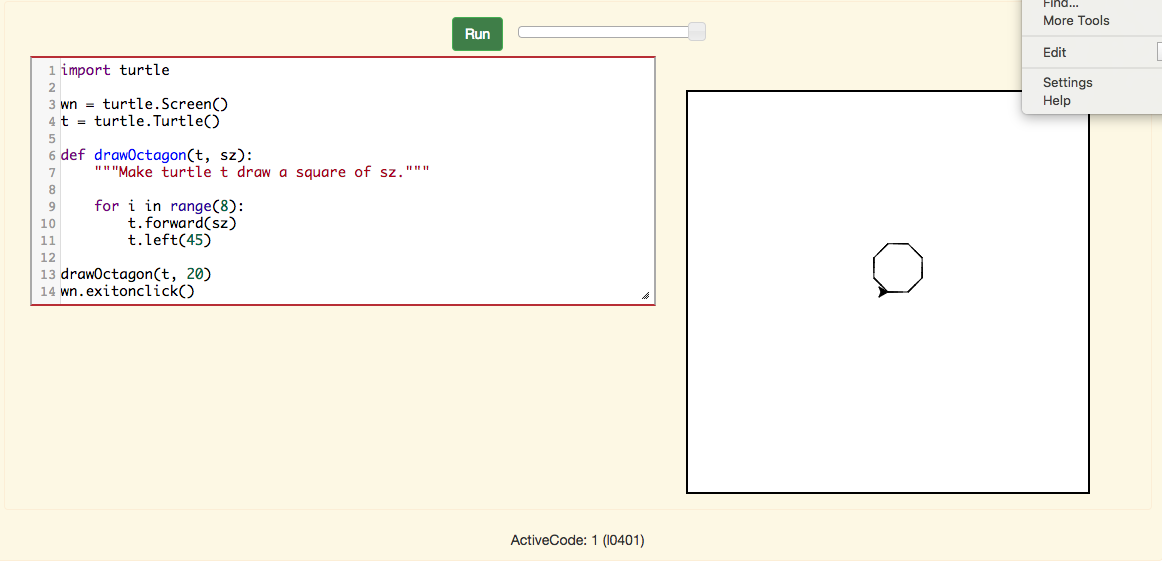 Find...
More Tools
Edit
Settings
Help
Run
1 import turtle
2
3 wn = turtle.Screen()
4 t = turtle.Turtle()
5
6 def drawOctagon(t, sz):
7     """Make turtle t draw a square of sz."""
8
9     for i in range(8):
10         t.forward(sz)
11         t.left(45)
12
13 drawOctagon(t, 20)
14 wn.exitonclick()
ActiveCode: 1 (l0401)